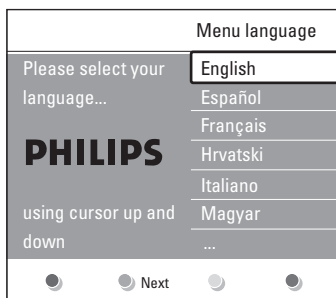 Menu language
Please select your
language...
PHILIPS
using cursor up and
down
English
Español
Français
Hrvatski
Italiano
Magyar
...
Next